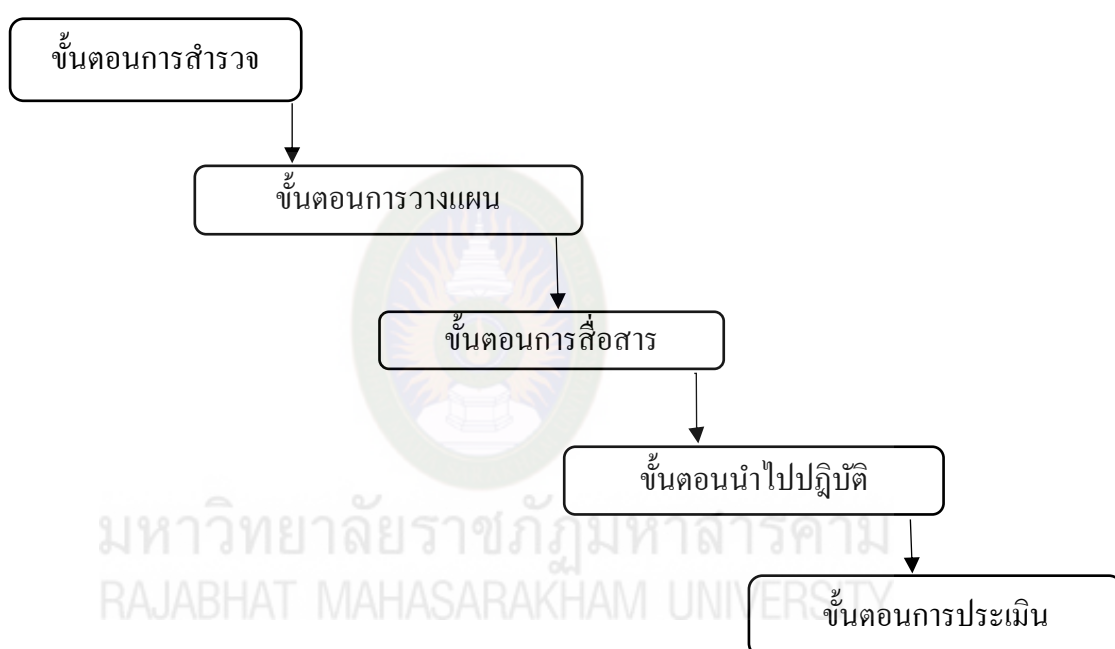 ขั้นตอนการสำรวจ
ขั้นตอนการวางแผน
ขั้นตอนการสื่อสาร
ขั้นตอนนำไปปฏิบัติ
มหาวิทยาลัยราชภัฏมหาสารคาม
RAJABHAT MAHASARAKHAM UNIVERSITY
ขั้นตอนการประเมิน